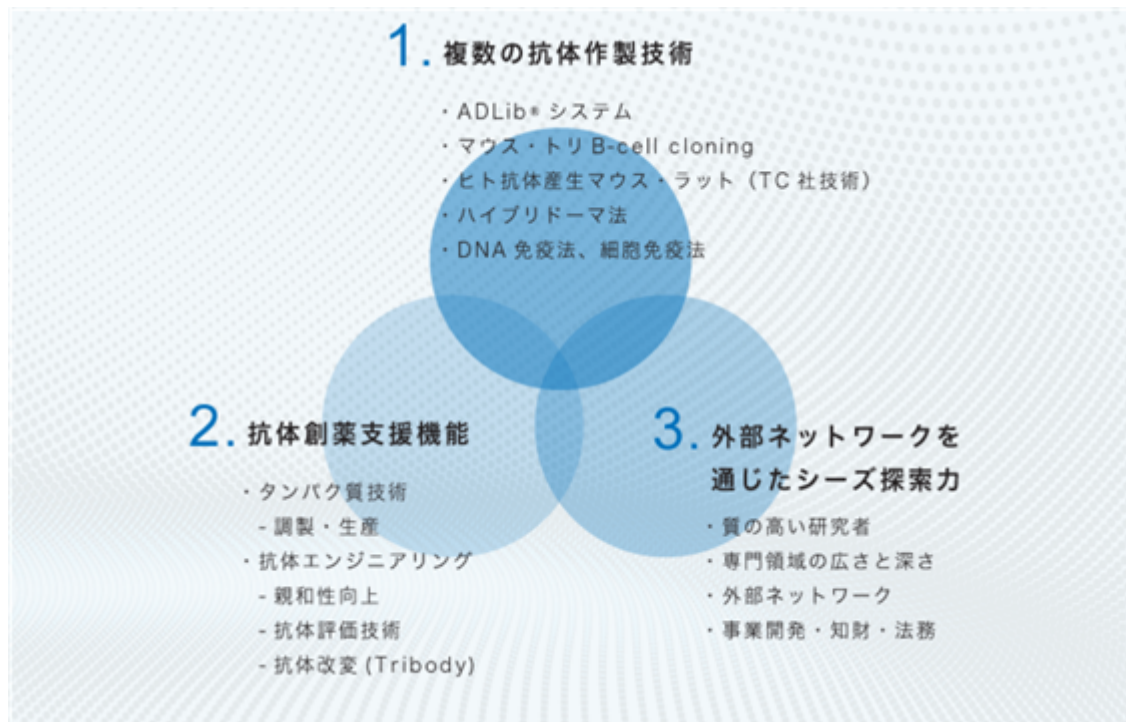 1. 複数の抗体作製技術
・ADLib® システム
・マウス・トリ B-cell cloning
・ヒト抗体産生マウス・ラット（TC 社技術）
・ハイブリドーマ法
・DNA 免疫法、細胞免疫法
2. 抗体創薬支援機能
・タンパク質技術
- 調製・生産
・抗体エンジニアリング
- 親和性向上
- 抗体評価技術
- 抗体改変 (Tribody)
3. 外部ネットワークを
通じたシーズ探索力
・質の高い研究者
・専門領域の広さと深さ
・外部ネットワーク
・事業開発・知財・法務